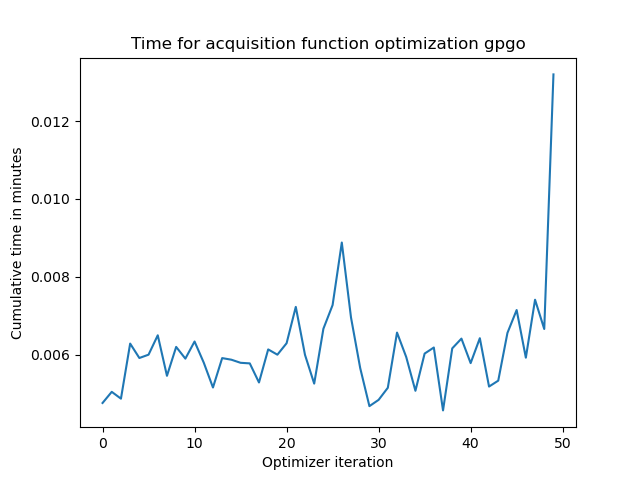 Time for acquisition function optimization gpgo
Cumulative time in minutes
0.012
0.010
0.008
0.006
0 10 20 30 40 50
Optimizer iteration